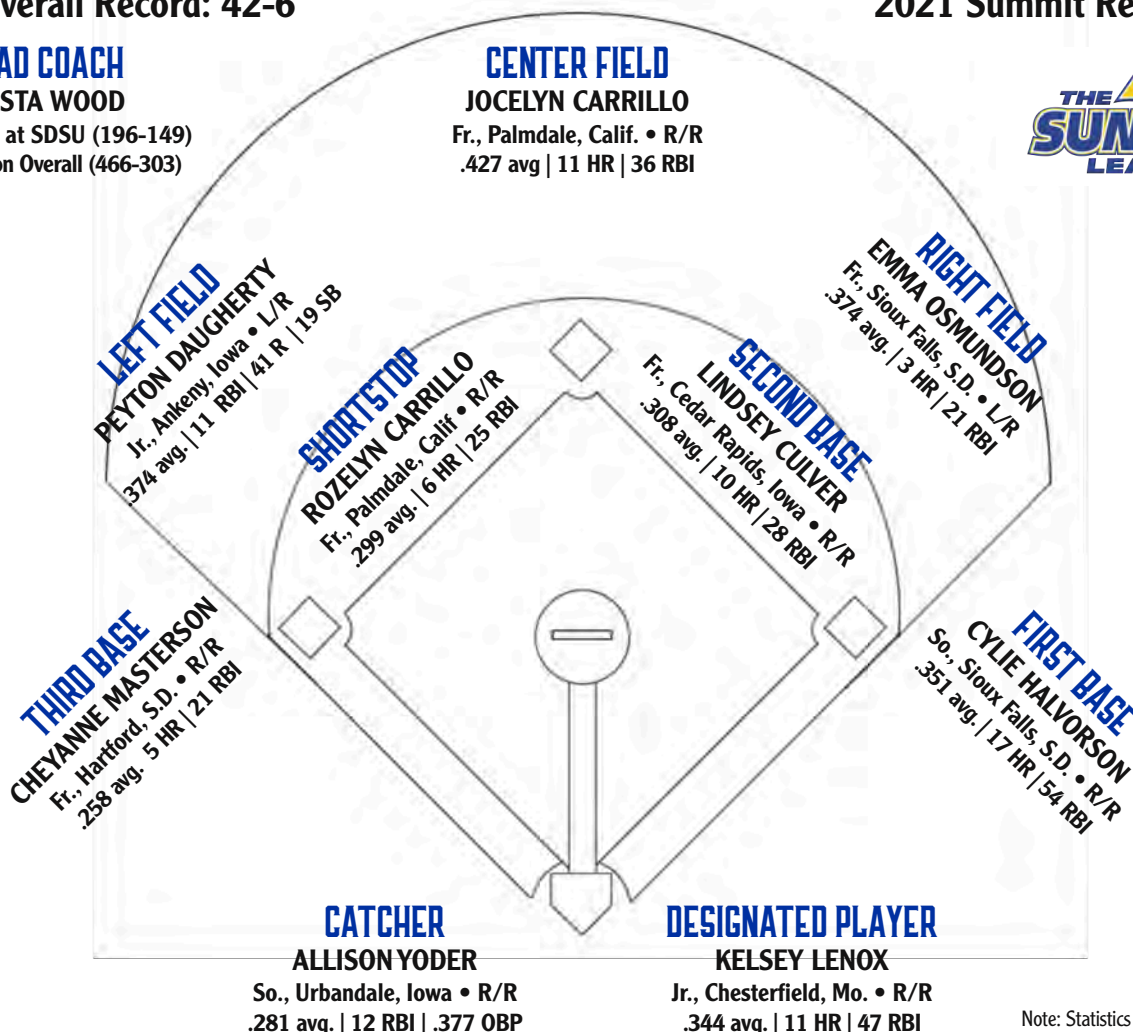 verall Record: 42-6
2021 Summit Re
AD COACH
STA WOOD
at SDSU (196-149)
on Overall (466-303)
CENTER FIELD
JOCELYN CARRILLO
Fr., Palmdale, Calif. • R/R
.427 avg | 11 HR | 36 RBI
THE
SUM
LEA
LEFT FIELD
PEYTON DAUGHERTY
Jr., Ankeny, Iowa • L/R
.374 avg. | 11 RBI | 41 R | 19 SB
SHORTSTOP
ROZELYN CARRILLO
Fr., Palmdale, Calif • R/R
.299 avg. | 6 HR | 25 RBI
SECOND BASE
LINDSEY CULVER
Fr., Cedar Rapids, Iowa • R/R
.308 avg. | 10 HR | 28 RBI
RIGHT FIELD
EMMA OSMUNDSON
Fr., Sioux Falls, S.D. • L/R
.374 avg. | 3 HR | 21 RBI
THIRD BASE
CHEYANNE MASTERSON
Fr., Hartford, S.D. • R/R
.258 avg. 5 HR | 21 RBI
FIRST BASE
CYLIE HALVORSON
So., Sioux Falls, S.D. • R/R
.351 avg. | 17 HR | 54 RBI
CATCHER
ALLISON YODER
So., Urbandale, Iowa • R/R
.281 avg. | 12 RBI | .377 OBP
DESIGNATED PLAYER
KELSEY LENOX
Jr., Chesterfield, Mo. • R/R
.344 avg. | 11 HR | 47 RBI
Note: Statistics